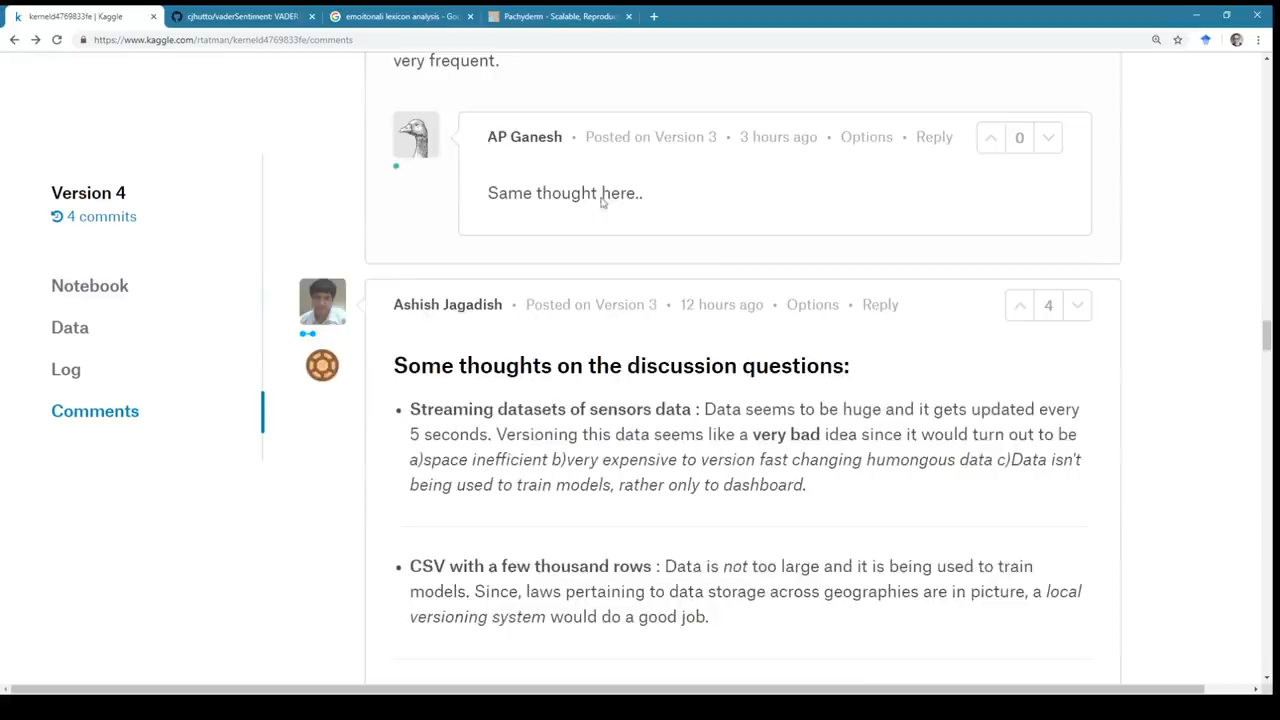 kerneld4769833fe | Kaggle
cjhutto/vaderSentiment: VADER
emoitonali lexicon analysis - Goo
Pachyderm - Scalable, Reproduc
https://www.kaggle.com/rtatman/kerneld4769833fe/comments
very frequent.
AP Ganesh • Posted on Version 3 • 3 hours ago • Options • Reply
0
Same thought here..
Version 4
4 commits
Notebook
Data
Log
Comments
Ashish Jagadish • Posted on Version 3 • 12 hours ago • Options • Reply
4
Some thoughts on the discussion questions:
• Streaming datasets of sensors data : Data seems to be huge and it gets updated every
5 seconds. Versioning this data seems like a very bad idea since it would turn out to be
a)space inefficient b)very expensive to version fast changing humongous data c)Data isn't
being used to train models, rather only to dashboard.
• CSV with a few thousand rows : Data is not too large and it is being used to train
models. Since, laws pertaining to data storage across geographies are in picture, a local
versioning system would do a good job.